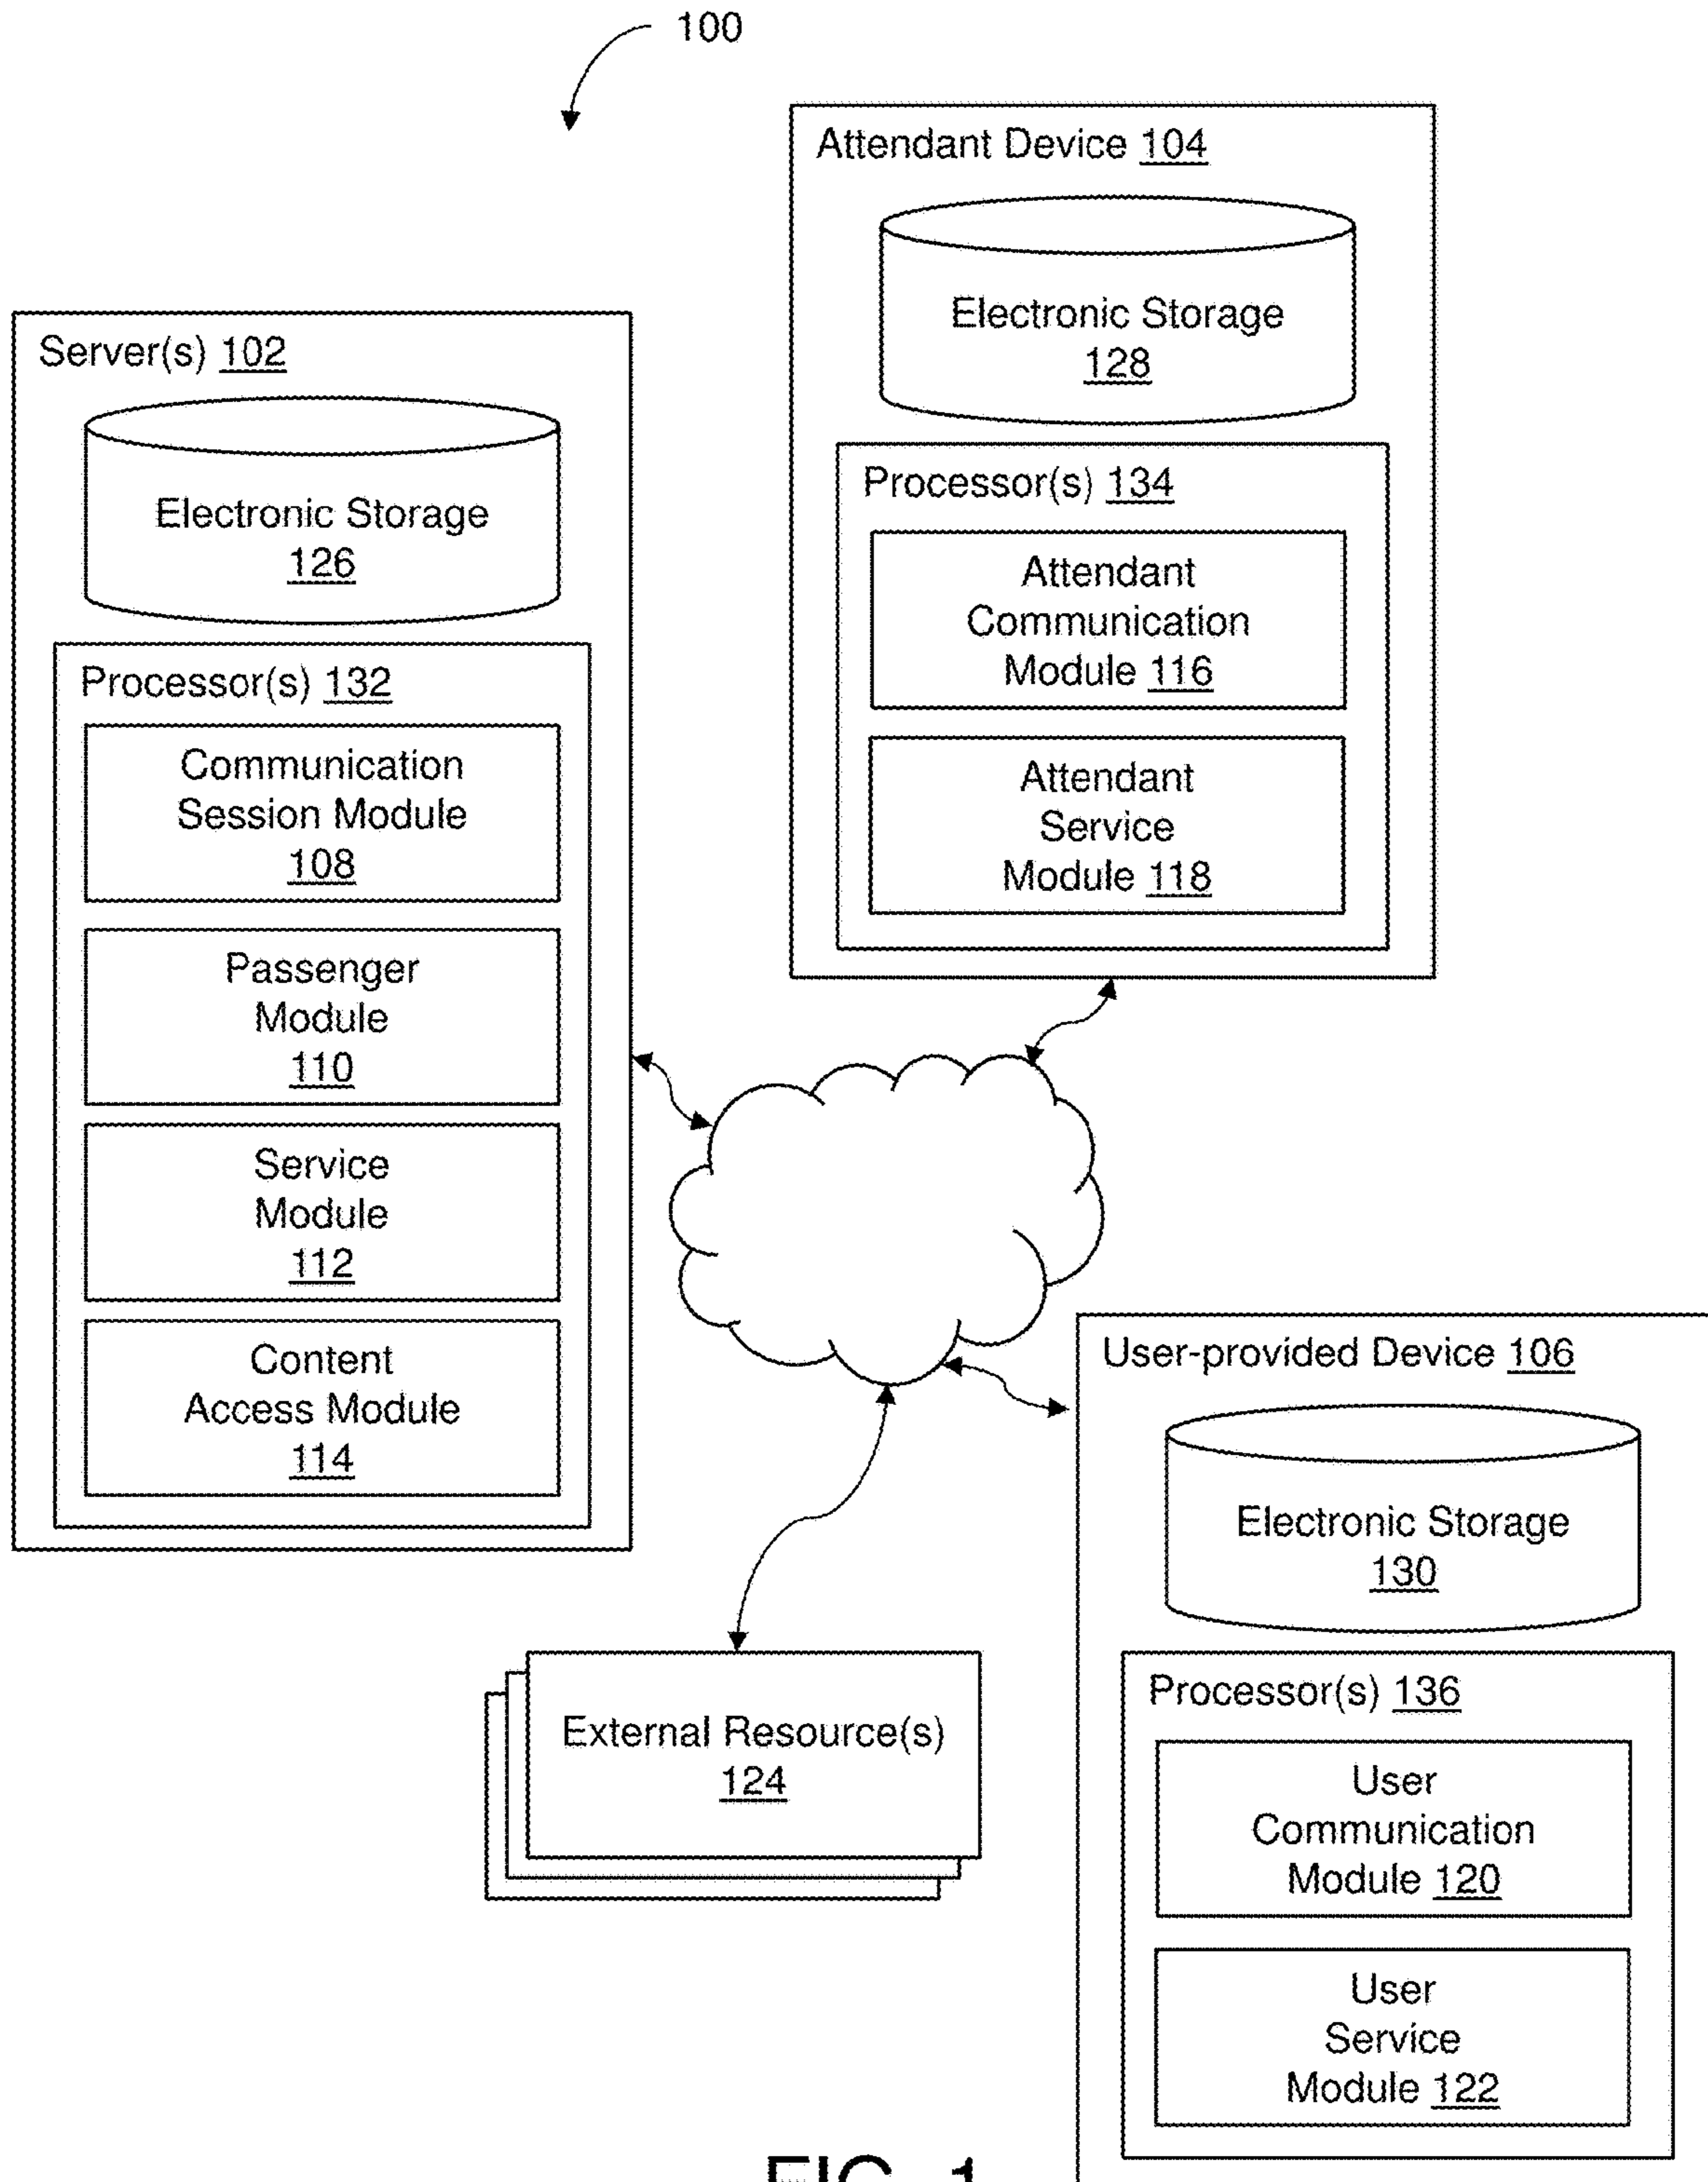 100
Attendant Device 104
Electronic Storage
128
Processor(s) 134
Attendant
Communication
Module 116
Attendant
Service
Module 118
Server(s) 102
Electronic Storage
126
Processor(s) 132
Communication
Session Module
108
Passenger
Module
110
Service
Module
112
Content
Access Module
114
User-provided Device 106
Electronic Storage
130
Processor(s) 136
User
Communication
Module 120
User
Service
Module 122
External Resource(s)
124
FIG. 1